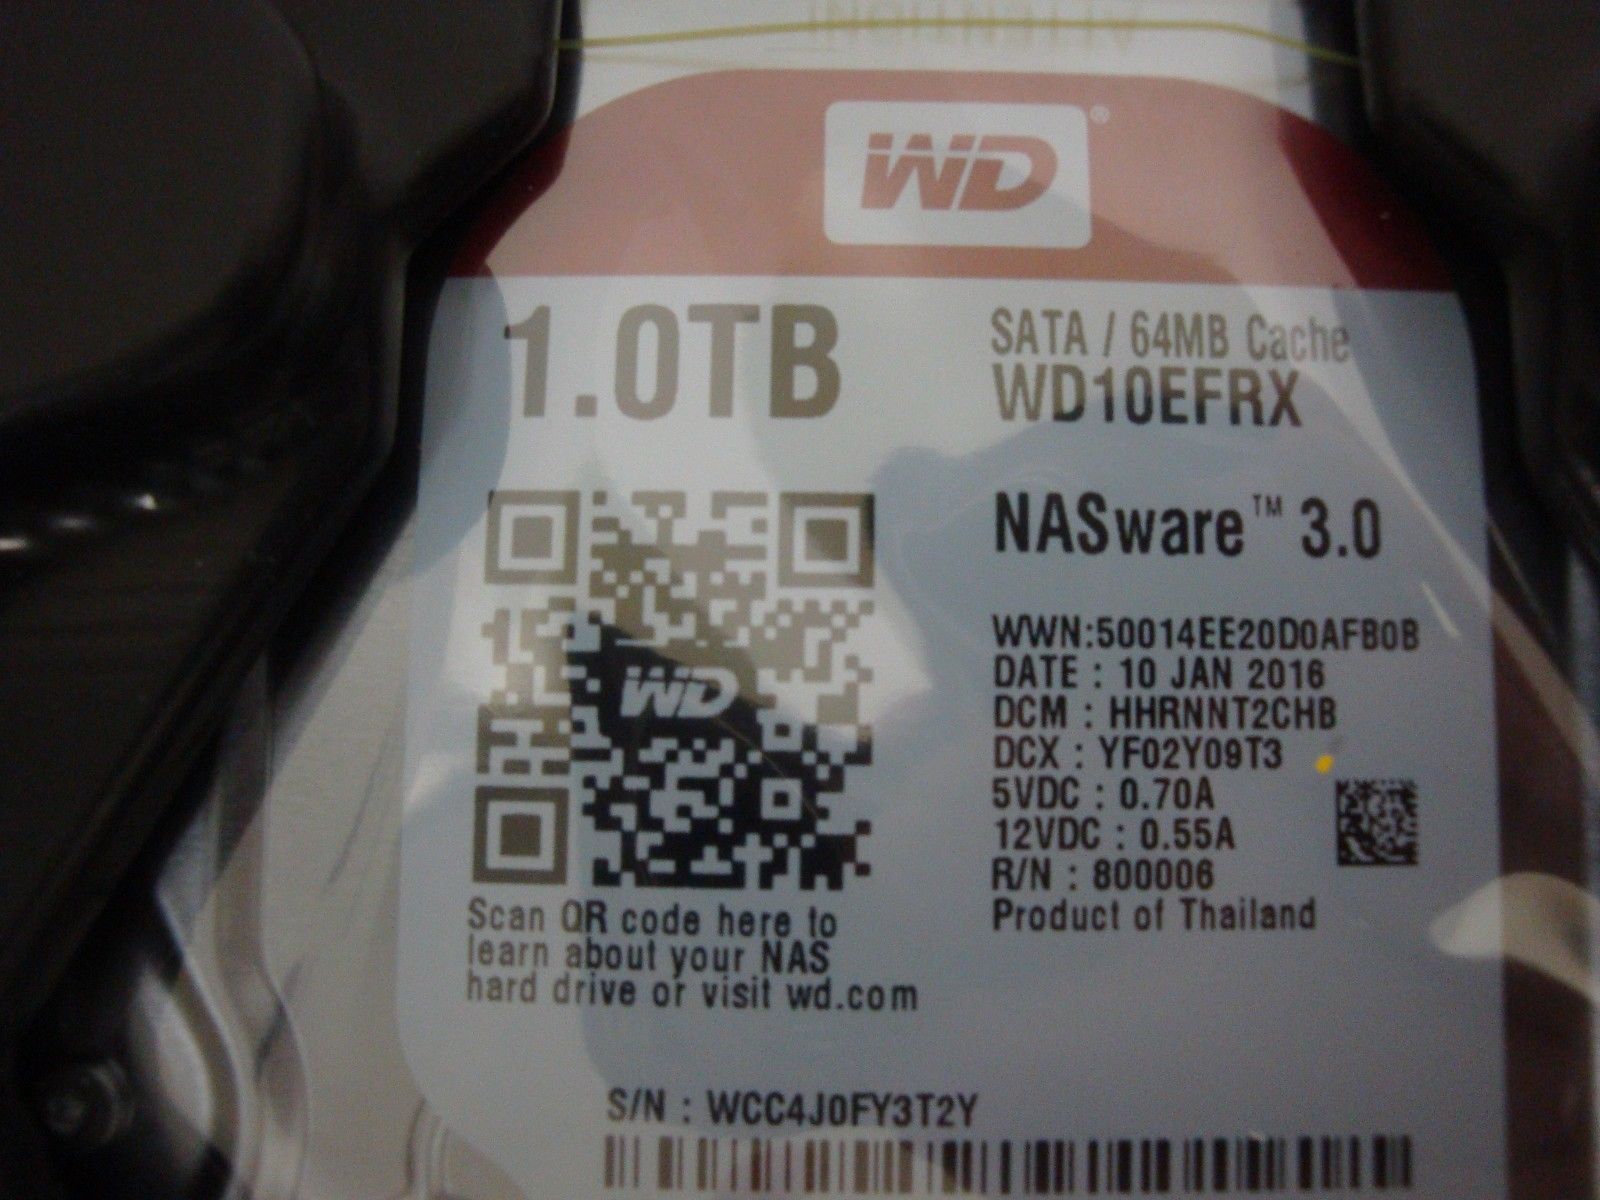 WD®
1.0TB
SATA / 64MB Cache
WD10EFRX
NASware™ 3.0
WD
WWN:50014EE20D0AFB0B
DATE : 10 JAN 2016
DCM : HHRNNT2CHB
DCX : YF02Y09T3
5VDC : 0.70A
12VDC : 0.55A
R/N : 800006
Product of Thailand
Scan QR code here to
learn about your NAS
hard drive or visit wd.com
S/N : WCC4J0FY3T2Y